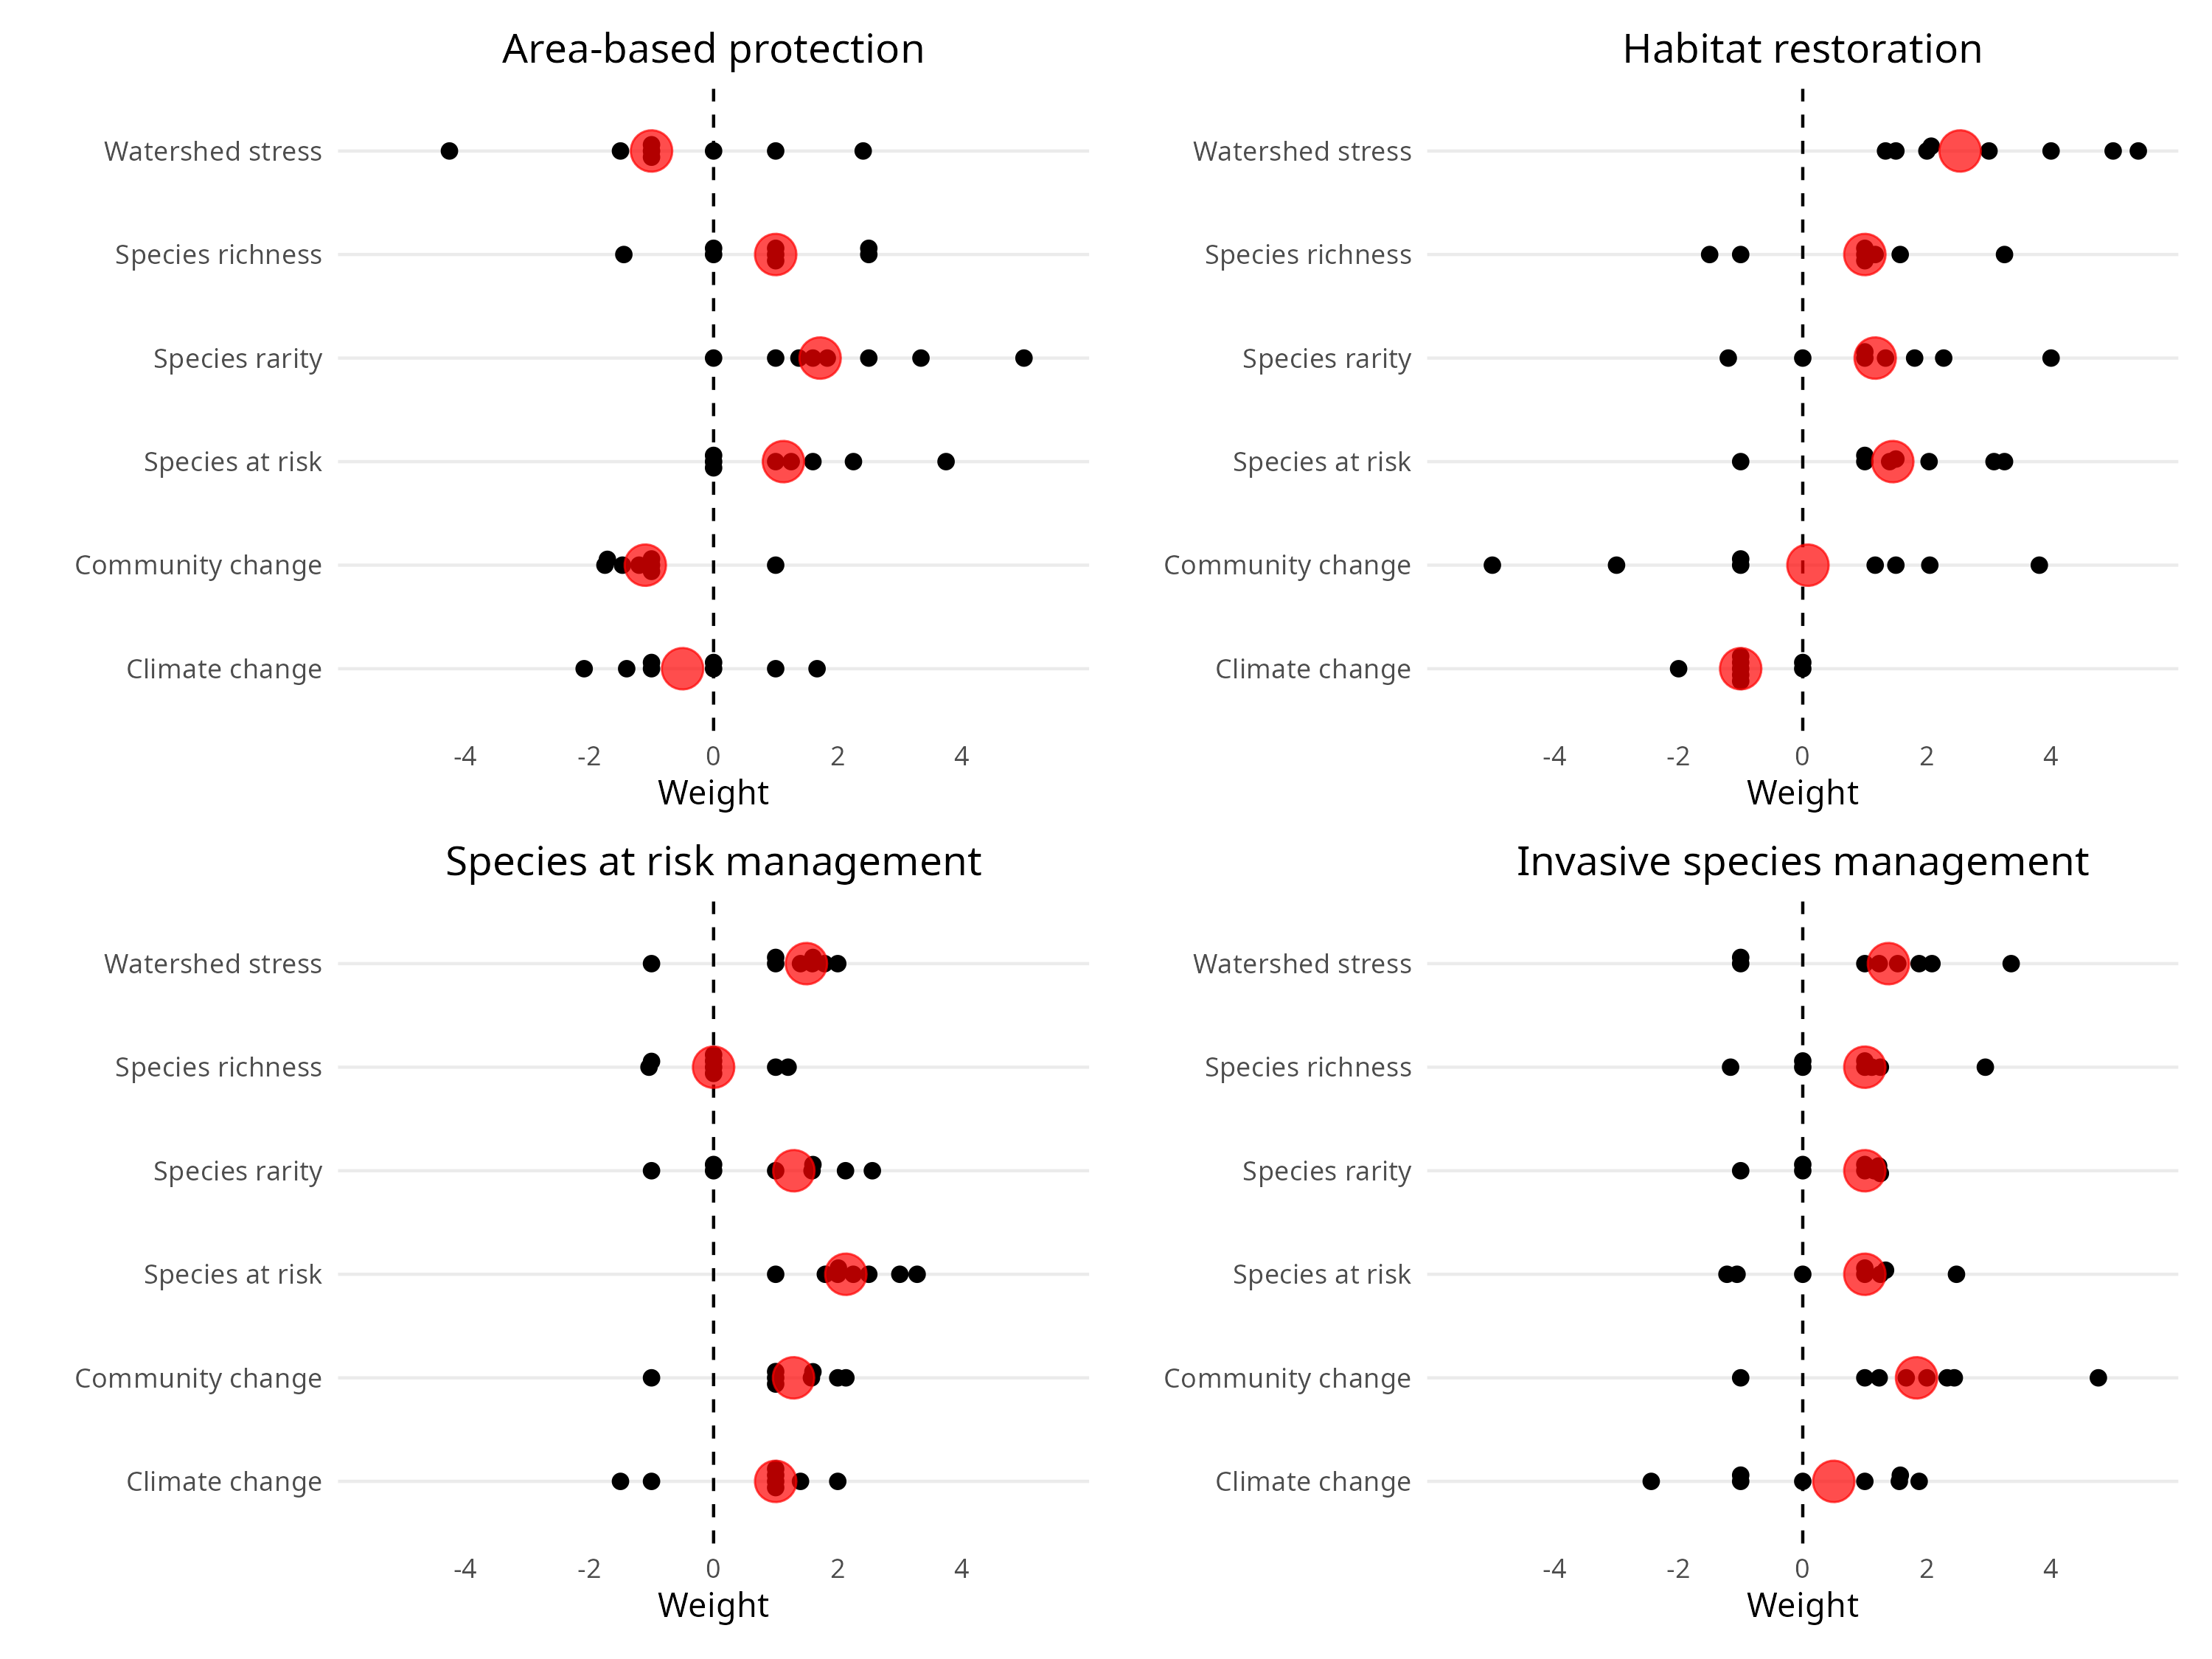 Area-based protection
Watershed stress
Species richness
Species rarity
Species at risk
Community change
Climate change
-4 -2 0 2 4
Weight
Habitat restoration
Watershed stress
Species richness
Species rarity
Species at risk
Community change
Climate change
-4 -2 0 2 4
Weight
Species at risk management
Watershed stress
Species richness
Species rarity
Species at risk
Community change
Climate change
-4 -2 0 2 4
Weight
Invasive species management
Watershed stress
Species richness
Species rarity
Species at risk
Community change
Climate change
-4 -2 0 2 4
Weight